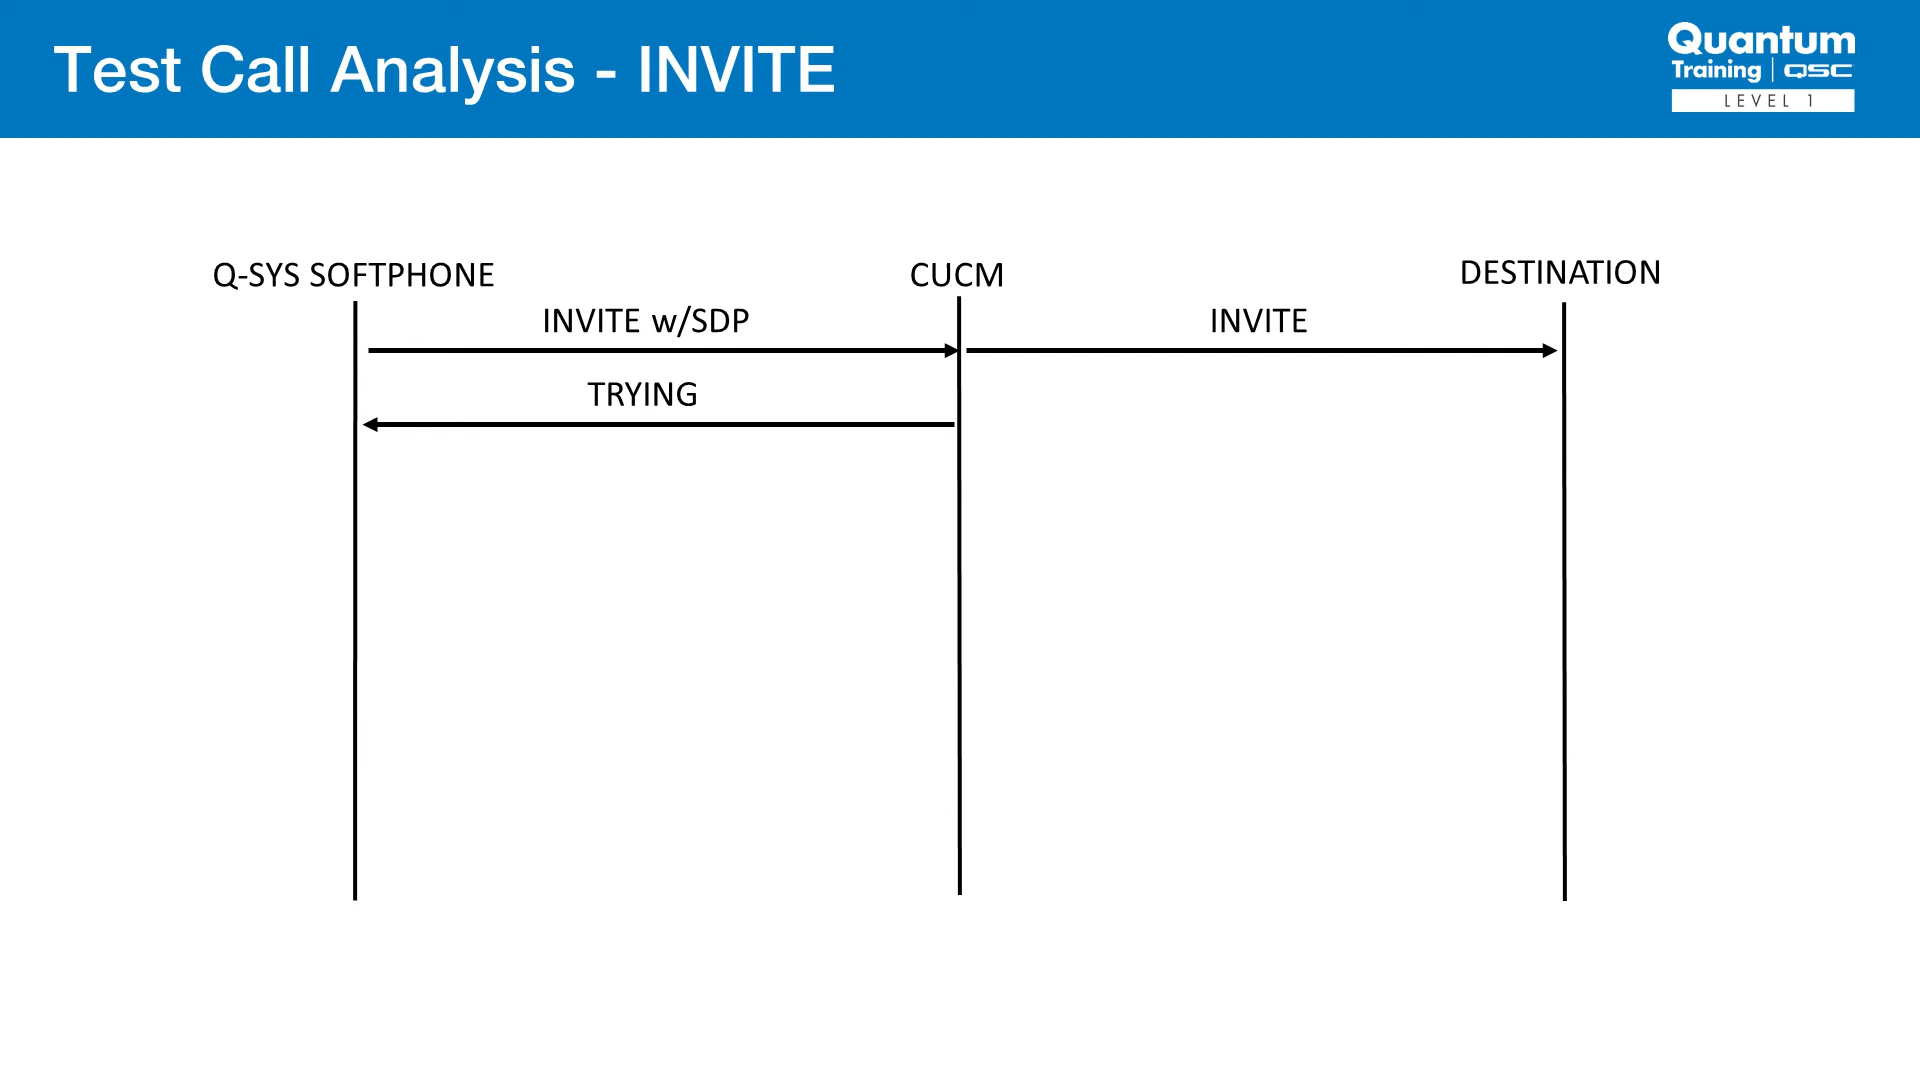 Test Call Analysis - INVITE
Quantum
Training | QSC
LEVEL 1
Q-SYS SOFTPHONE
CUCM
DESTINATION
INVITE w/SDP
INVITE
TRYING